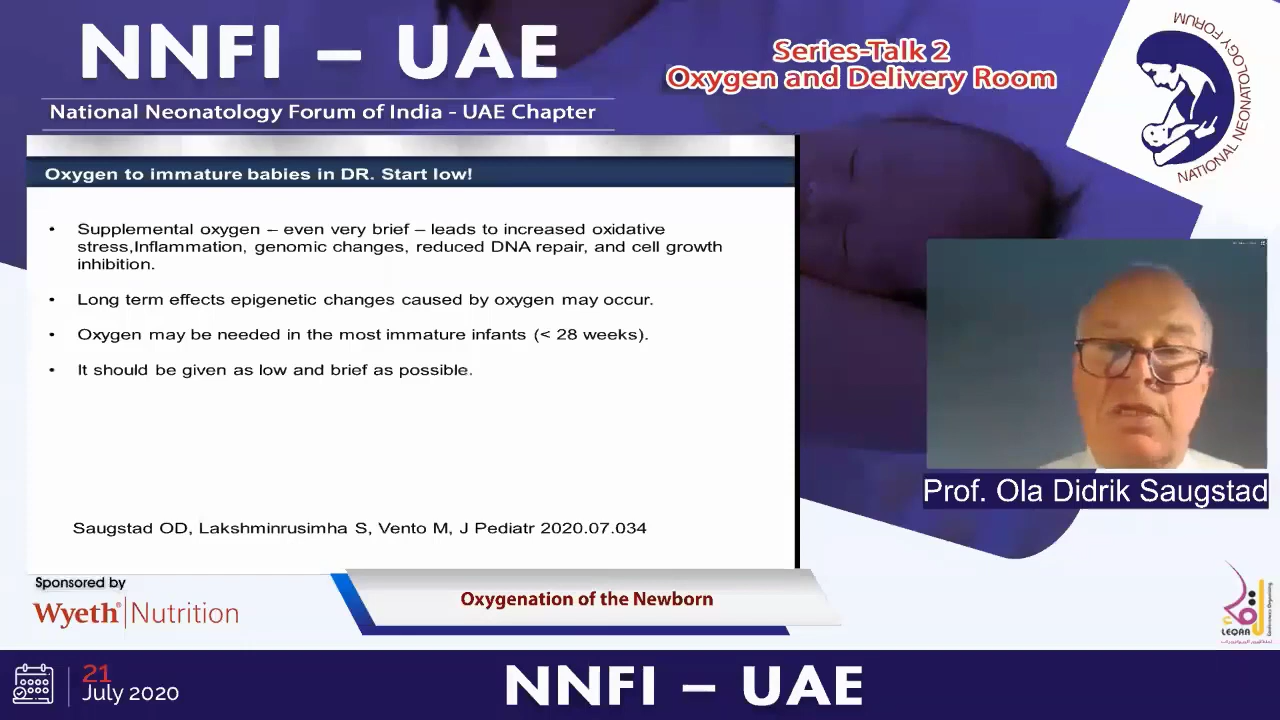 NNFI – UAE
National Neonatology Forum of India - UAE Chapter
Series-Talk 2
Oxygen and Delivery Room
NATIONAL NEONATOLOGY FORUM
Oxygen to immature babies in DR. Start low!
• Supplemental oxygen – even very brief – leads to increased oxidative
stress,Inflammation, genomic changes, reduced DNA repair, and cell growth
inhibition.
• Long term effects epigenetic changes caused by oxygen may occur.
• Oxygen may be needed in the most immature infants (< 28 weeks).
• It should be given as low and brief as possible.
Saugstad OD, Lakshminrusimha S, Vento M, J Pediatr 2020.07.034
Prof. Ola Didrik Saugstad
Sponsored by
Wyeth® Nutrition
Oxygenation of the Newborn
LEQAA
21
July 2020
NNFI – UAE